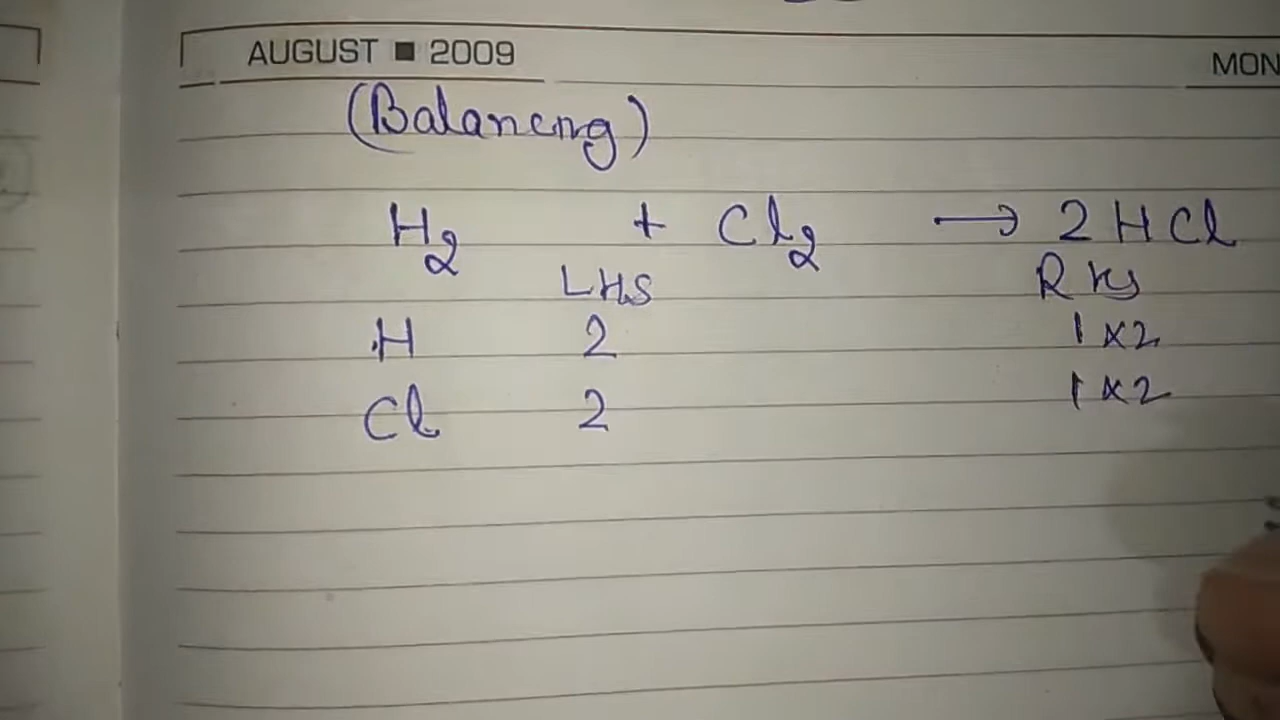 AUGUST ■ 2009 MON
(Balancing)
H₂ + Cl₂ → 2 HCl
LHS RHS
H 2 1 × 2
Cl 2 1 × 2